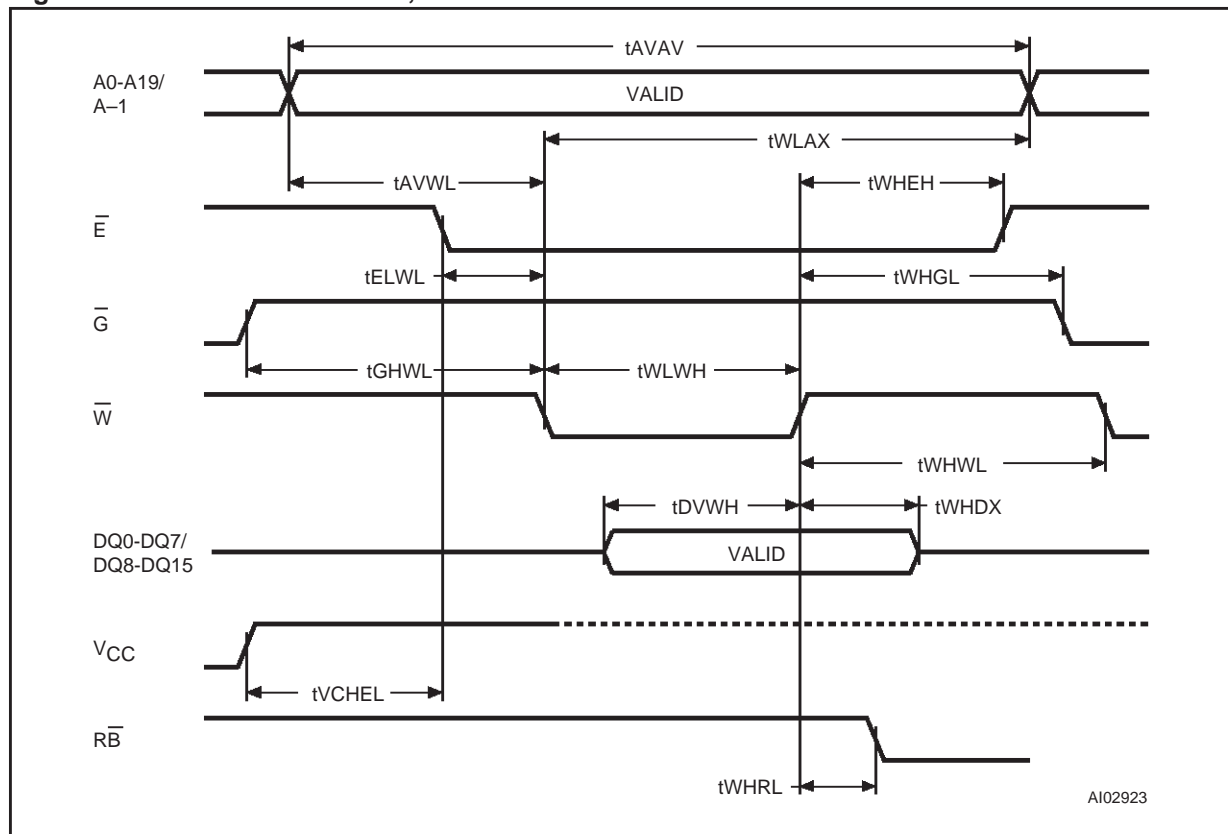 tAVAV
A0-A19/
A–1
VALID
tWLAX
tAVWL
tWHEH
E̅
tELWL
tWHGL
G̅
tGHWL
tWLWH
W̅
tWHWL
tDVWH
tWHDX
DQ0-DQ7/
DQ8-DQ15
VALID
VCC
tVCHEL
RB̅
tWHRL
AI02923